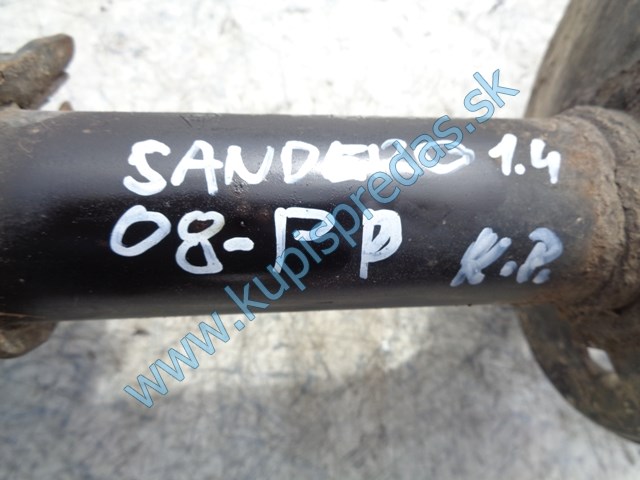 SANDERO 1.4
08-PP K.P.
www.kupispredas.sk